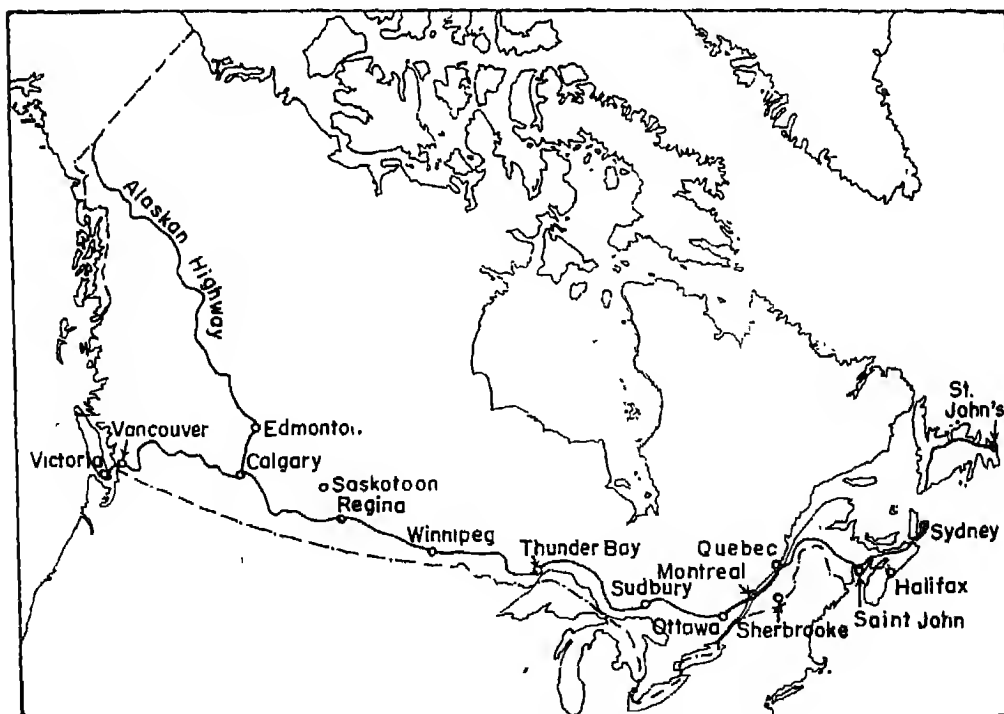 Alaskan Highway
St.
John's
Vancouver
Edmonton
Victoria
Calgary
Saskotoon
Regina
Winnipeg
Thunder Bay
Quebec
Sydney
Montreal
Sudbury
Halifax
Ottawa
Sherbrooke
Saint John